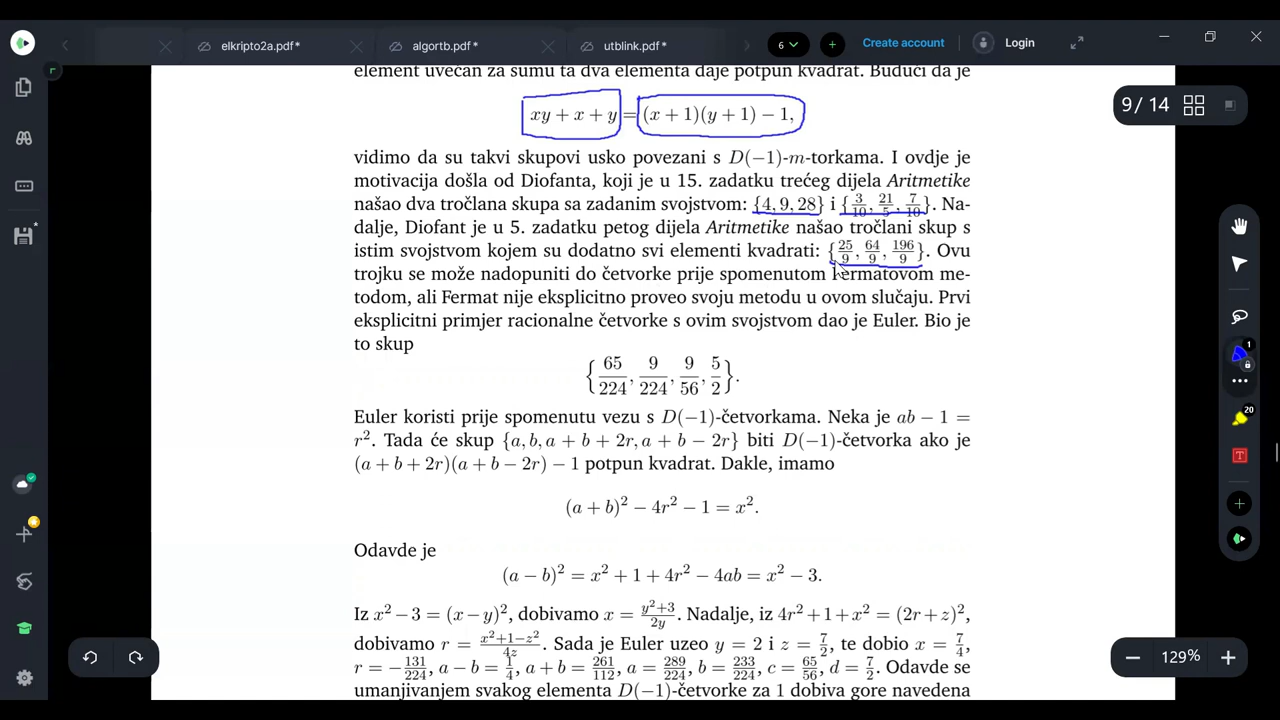 elkripto2a.pdf*
algortb.pdf*
utblink.pdf*
6
Create account
Login
element uvećan za sumu ta dva elementa daje potpun kvadrat. Budući da je
xy + x + y = (x + 1)(y + 1) − 1,
9 / 14
vidimo da su takvi skupovi usko povezani s D(−1)-m-torkama. I ovdje je
motivacija došla od Diofanta, koji je u 15. zadatku trećeg dijela Aritmetike
našao dva tročlana skupa sa zadanim svojstvom: {4, 9, 28} i {3/10, 21/5, 7/10}. Na-
dalje, Diofant je u 5. zadatku petog dijela Aritmetike našao tročlani skup s
istim svojstvom kojem su dodatno svi elementi kvadrati: {25/9, 64/9, 196/9}. Ovu
trojku se može nadopuniti do četvorke prije spomenutom Fermatovom me-
todom, ali Fermat nije eksplicitno proveo svoju metodu u ovom slučaju. Prvi
eksplicitni primjer racionalne četvorke s ovim svojstvom dao je Euler. Bio je
to skup
{65/224, 9/224, 9/56, 5/2}.
Euler koristi prije spomenutu vezu s D(−1)-četvorkama. Neka je ab − 1 =
r². Tada će skup {a, b, a + b + 2r, a + b − 2r} biti D(−1)-četvorka ako je
(a + b + 2r)(a + b − 2r) − 1 potpun kvadrat. Dakle, imamo
(a + b)² − 4r² − 1 = x².
Odavde je
(a − b)² = x² + 1 + 4r² − 4ab = x² − 3.
Iz x² − 3 = (x − y)², dobivamo x = y²+3/2y. Nadalje, iz 4r² + 1 + x² = (2r + z)²,
dobivamo r = x²+1−z²/4z. Sada je Euler uzeo y = 2 i z = 7/2, te dobio x = 7/4,
r = −131/224, a − b = 1/4, a + b = 261/112, a = 289/224, b = 233/224, c = 65/56, d = 7/2. Odavde se
umanjivanjem svakog elementa D(−1)-četvorke za 1 dobiva gore navedena
1
20
T
129%